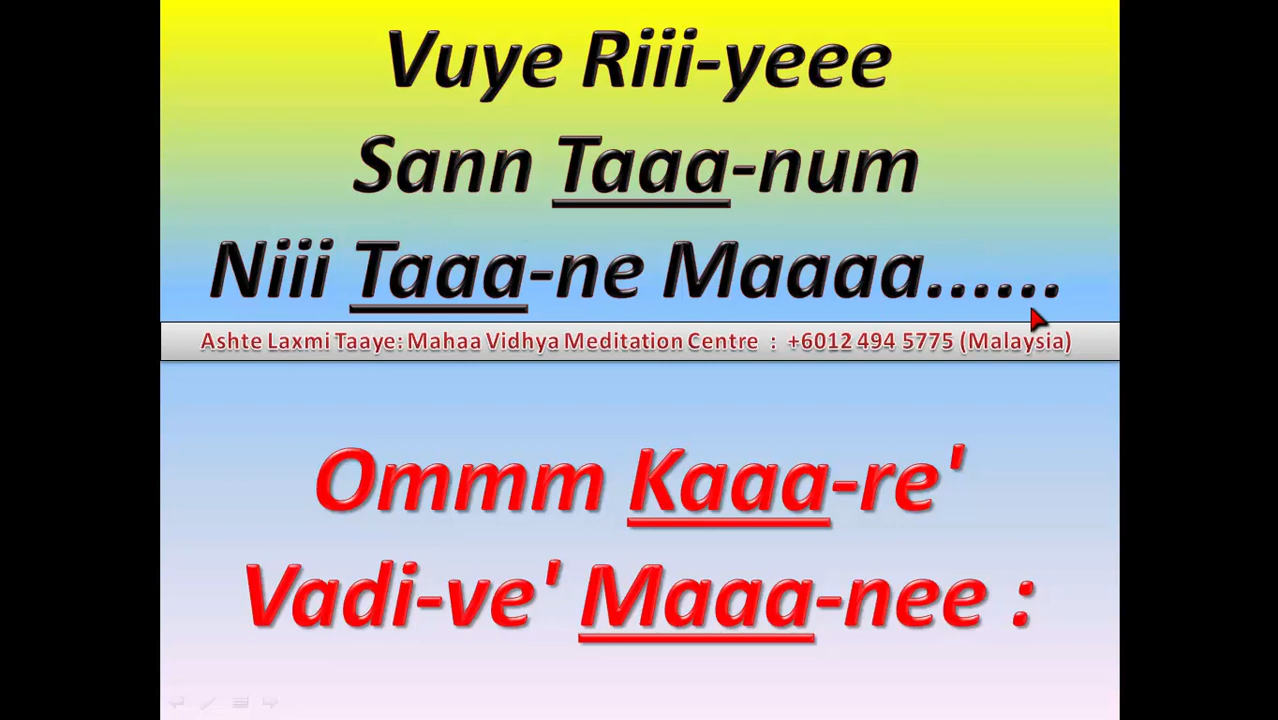 Vuye Riii-yeee
Sann Taaa-num
Niii Taaa-ne Maaaa......
Ashte Laxmi Taaye: Mahaa Vidhya Meditation Centre : +6012 494 5775 (Malaysia)
Ommm Kaaa-re'
Vadi-ve' Maaa-nee :